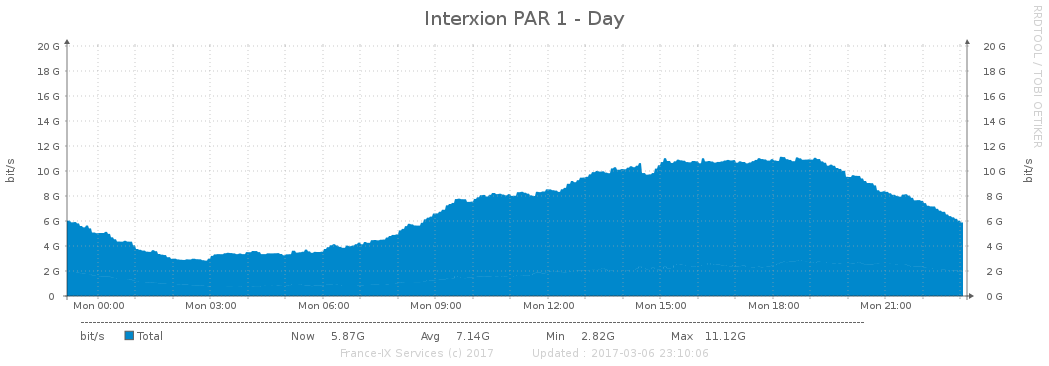 Interxion PAR 1 - Day
RRDTOOL / TOBI OETIKER
bit/s
20 G
18 G
16 G
14 G
12 G
10 G
8 G
6 G
4 G
2 G
0
20 G
18 G
16 G
14 G
12 G
10 G
8 G
6 G
4 G
2 G
0 G
bit/s
Mon 00:00 Mon 03:00 Mon 06:00 Mon 09:00 Mon 12:00 Mon 15:00 Mon 18:00 Mon 21:00
bit/s Total Now 5.87G Avg 7.14G Min 2.82G Max 11.12G
France-IX Services (c) 2017 Updated : 2017-03-06 23:10:06